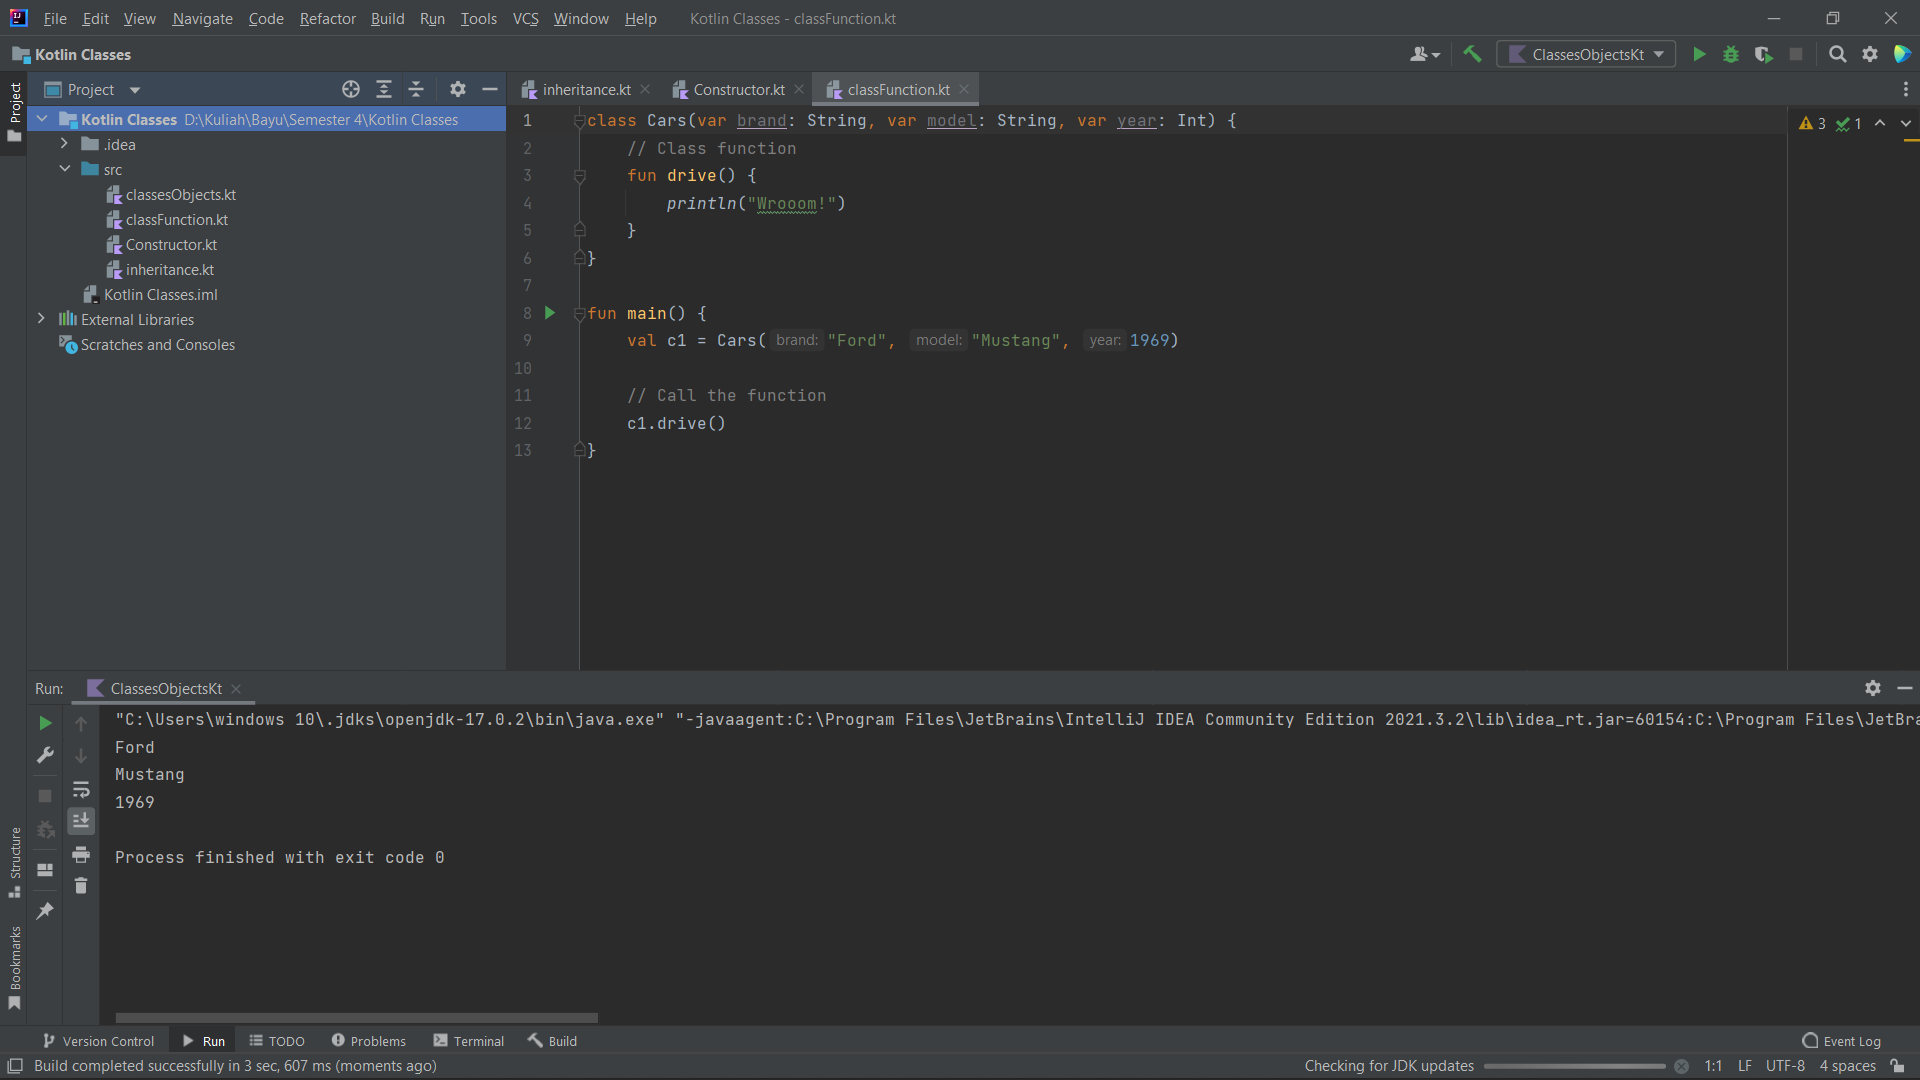 File Edit View Navigate Code Refactor Build Run Tools VCS Window Help Kotlin Classes - classFunction.kt
Kotlin Classes ClassesObjectsKt
Project inheritance.kt Constructor.kt classFunction.kt
Project
Kotlin Classes D:\Kuliah\Bayu\Semester 4\Kotlin Classes
.idea
src
classesObjects.kt
classFunction.kt
Constructor.kt
inheritance.kt
Kotlin Classes.iml
External Libraries
Scratches and Consoles
1 class Cars(var brand: String, var model: String, var year: Int) { 3 1
2 // Class function
3 fun drive() {
4 println("Wrooom!")
5 }
6 }
7
8 fun main() {
9 val c1 = Cars( brand: "Ford", model: "Mustang", year: 1969)
10
11 // Call the function
12 c1.drive()
13 }
Run: ClassesObjectsKt
"C:\Users\windows 10\.jdks\openjdk-17.0.2\bin\java.exe" "-javaagent:C:\Program Files\JetBrains\IntelliJ IDEA Community Edition 2021.3.2\lib\idea_rt.jar=60154:C:\Program Files\JetBra
Ford
Mustang
1969
Process finished with exit code 0
Structure
Bookmarks
Version Control Run TODO Problems Terminal Build Event Log
Build completed successfully in 3 sec, 607 ms (moments ago) Checking for JDK updates 1:1 LF UTF-8 4 spaces